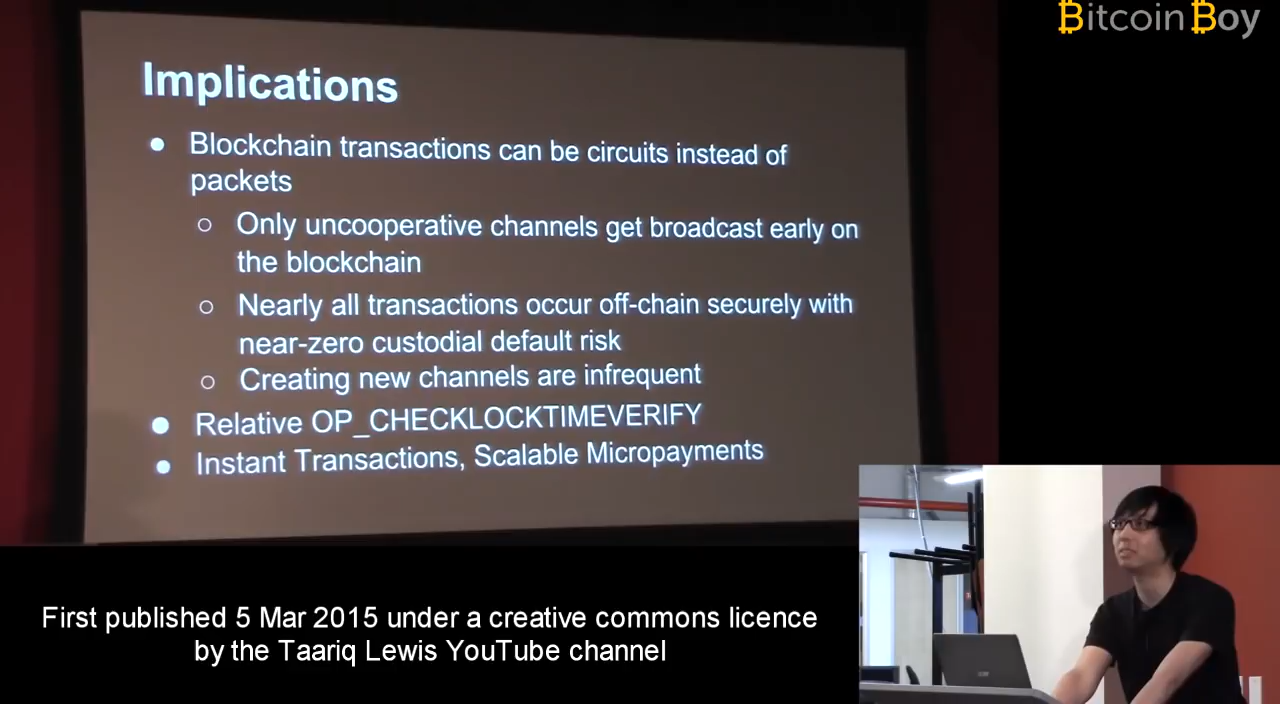 Bitcoin Boy
Implications
● Blockchain transactions can be circuits instead of
packets
○ Only uncooperative channels get broadcast early on
the blockchain
○ Nearly all transactions occur off-chain securely with
near-zero custodial default risk
○ Creating new channels are infrequent
● Relative OP_CHECKLOCKTIMEVERIFY
● Instant Transactions, Scalable Micropayments
First published 5 Mar 2015 under a creative commons licence
by the Taariq Lewis YouTube channel